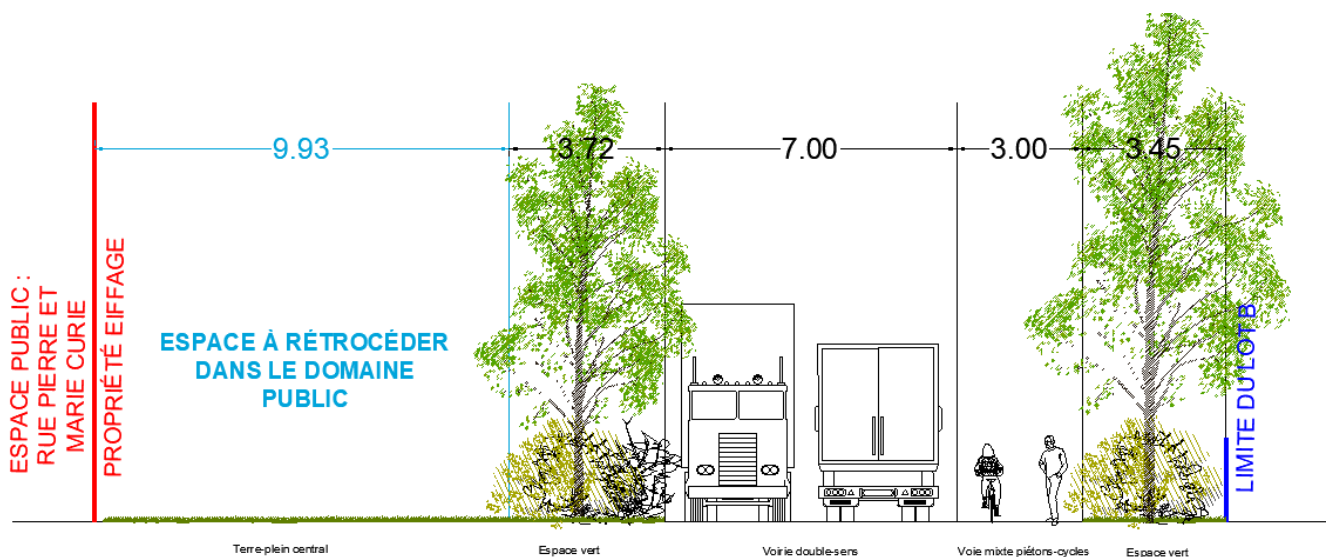 9.93
3.72
7.00
3.00
3.45
ESPACE PUBLIC :
RUE PIERRE ET
MARIE CURIE
PROPRIÉTÉ EIFFAGE
ESPACE À RÉTROCÉDER
DANS LE DOMAINE
PUBLIC
LIMITE DU LOT B
Terre-plein central
Espace vert
Voirie double-sens
Voie mixte piétons-cycles
Espace vert